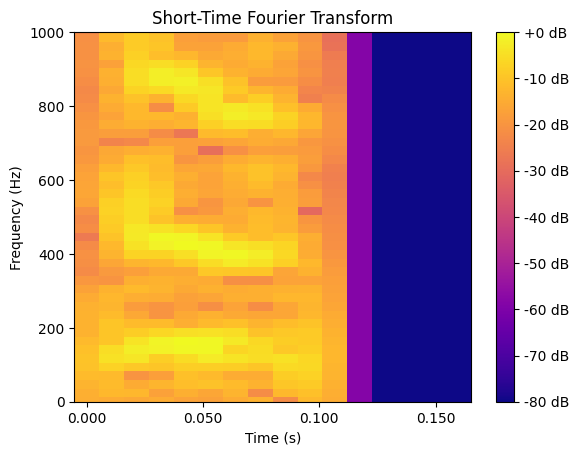 Short-Time Fourier Transform
Frequency (Hz)
1000
800
600
400
200
0
0.000
0.050
0.100
0.150
Time (s)
+0 dB
-10 dB
-20 dB
-30 dB
-40 dB
-50 dB
-60 dB
-70 dB
-80 dB